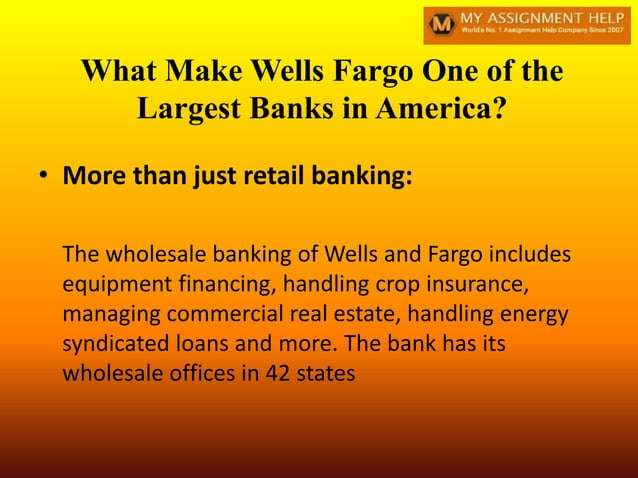 MY ASSIGNMENT HELP
World's No. 1 Assignment Help Company Since 2007
What Make Wells Fargo One of the
Largest Banks in America?
• More than just retail banking:
The wholesale banking of Wells and Fargo includes
equipment financing, handling crop insurance,
managing commercial real estate, handling energy
syndicated loans and more. The bank has its
wholesale offices in 42 states